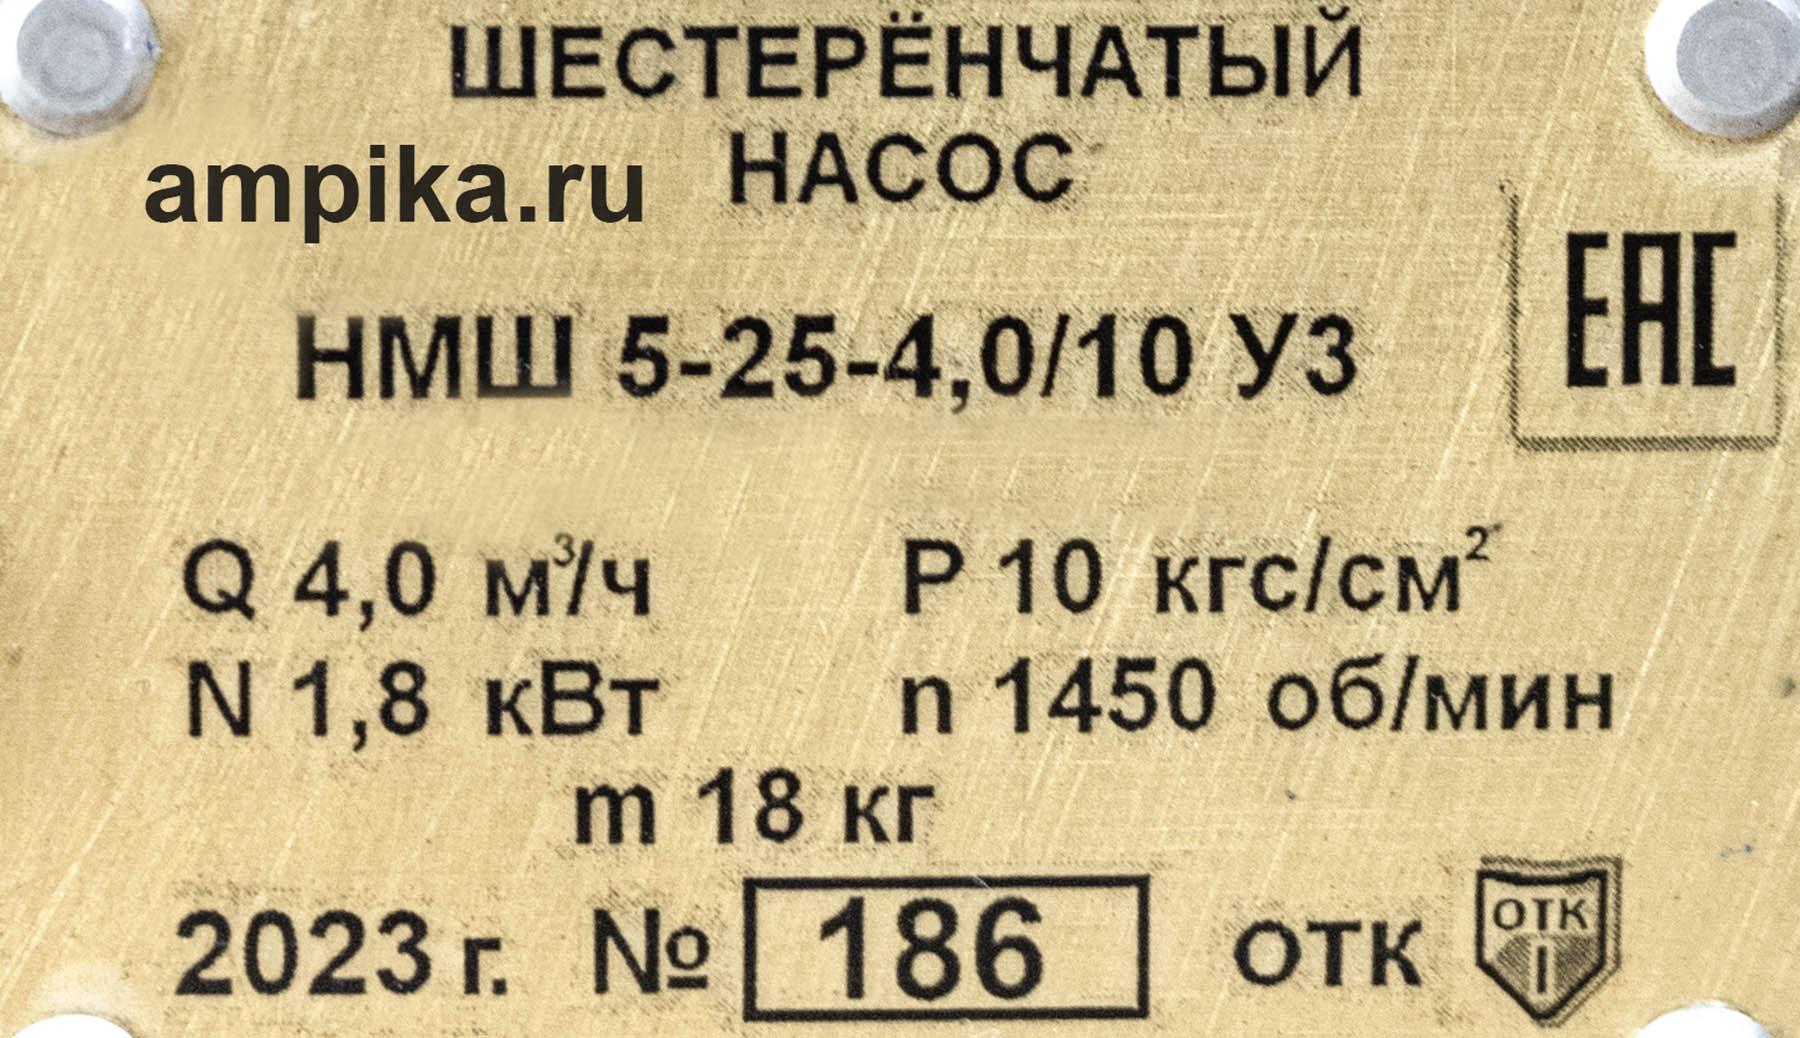 ШЕСТЕРЁНЧАТЫЙ
НАСОС
ampika.ru
НМШ 5-25-4,0/10 У3
ЕАС
Q 4,0 м³/ч P 10 кгс/см²
N 1,8 кВт n 1450 об/мин
m 18 кг
2023 г. № 186 ОТК
ОТК
I